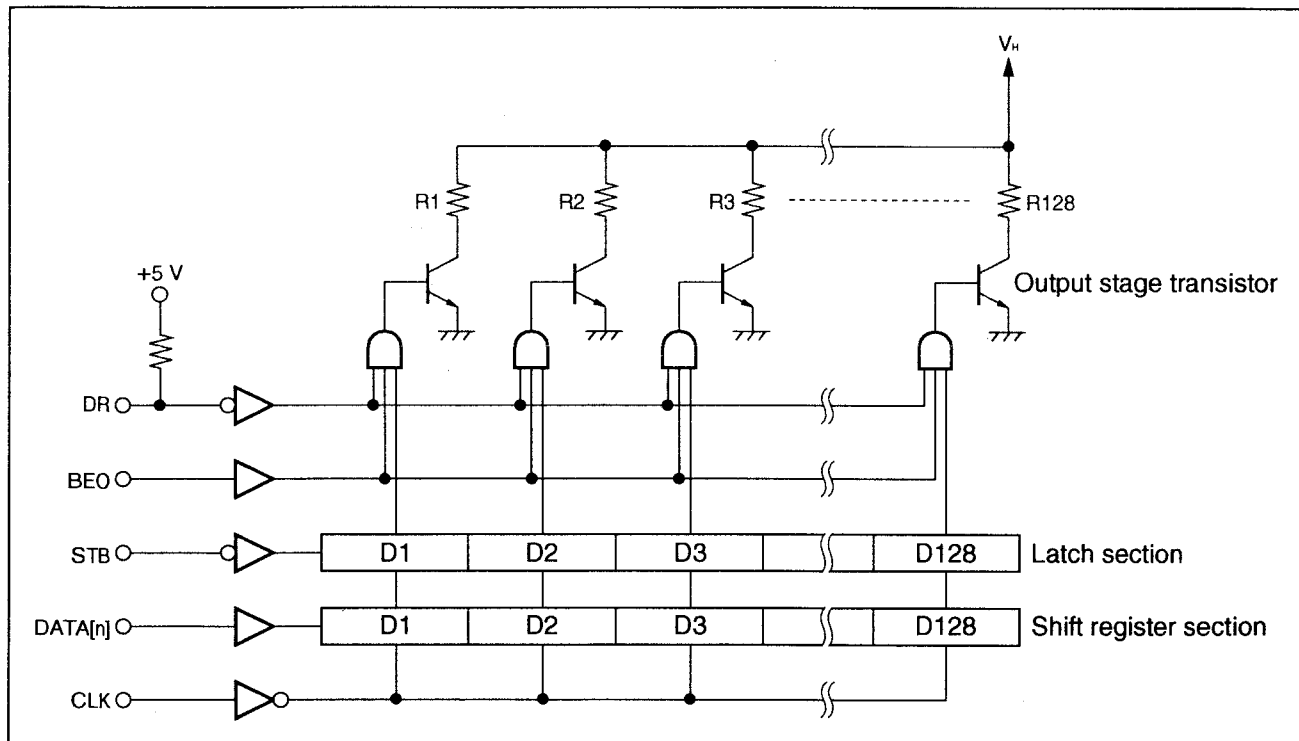 VH
R1 R2 R3 R128
+5 V
Output stage transistor
DR
BEO
STB D1 D2 D3 D128 Latch section
DATA[n] D1 D2 D3 D128 Shift register section
CLK